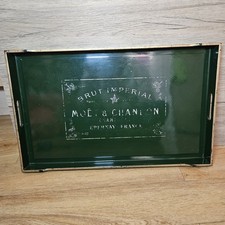 BRUT IMPERIAL
MOËT & CHANDON
EPERNAY FRANCE